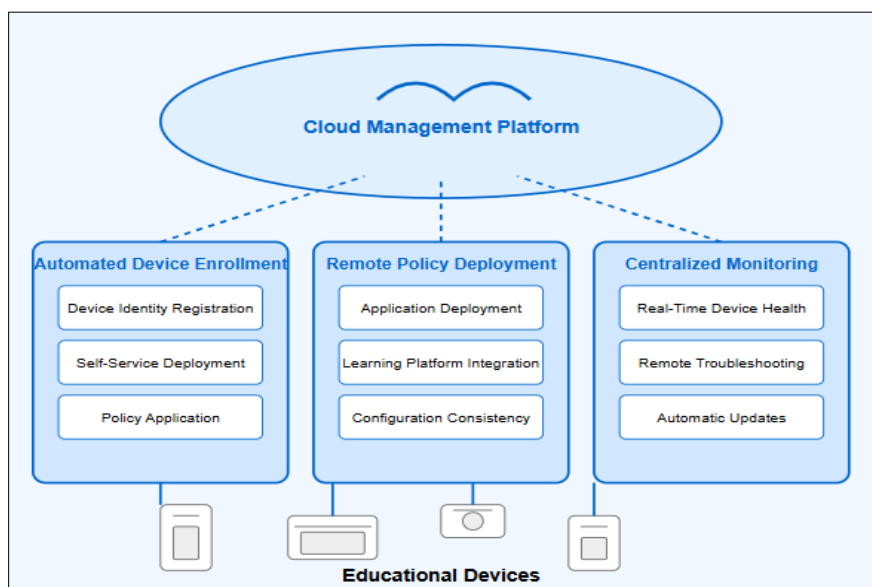 Cloud Management Platform
Automated Device Enrollment
Device Identity Registration
Self-Service Deployment
Policy Application
Remote Policy Deployment
Application Deployment
Learning Platform Integration
Configuration Consistency
Centralized Monitoring
Real-Time Device Health
Remote Troubleshooting
Automatic Updates
Educational Devices